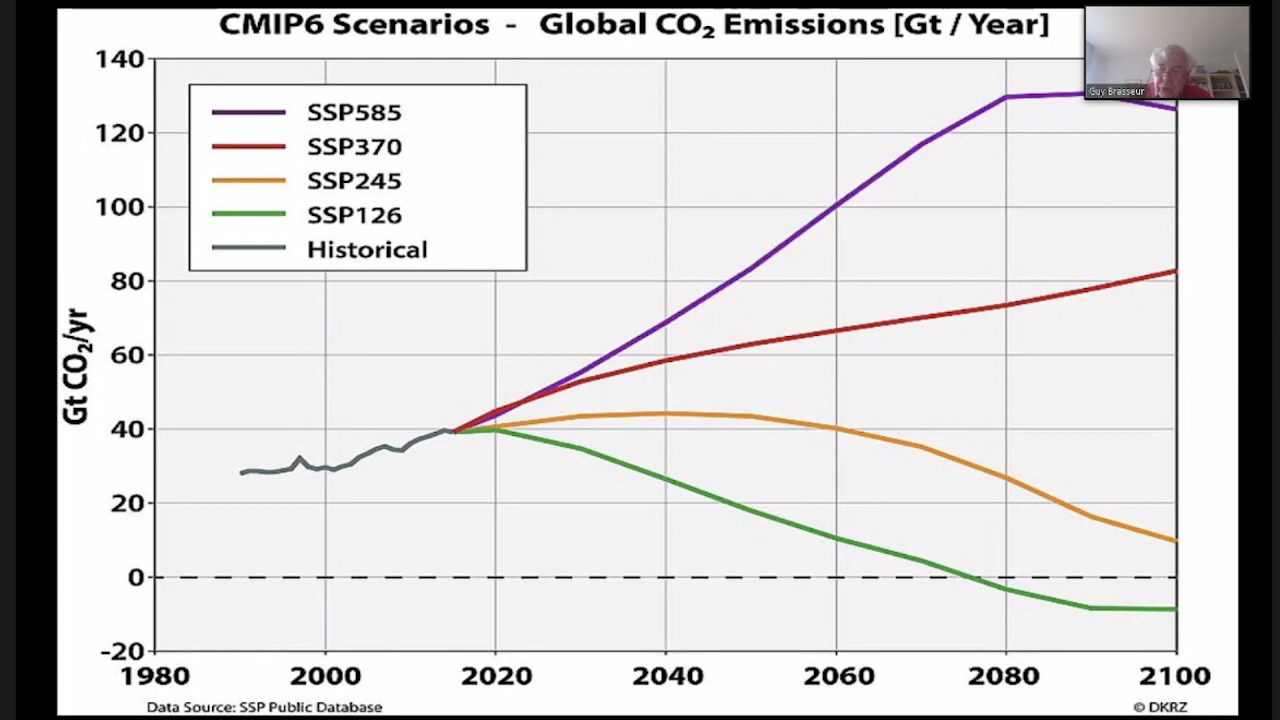 CMIP6 Scenarios - Global CO₂ Emissions [Gt / Year]
Guy Brasseur
140
120
100
80
60
40
20
0
-20
Gt CO₂/yr
SSP585
SSP370
SSP245
SSP126
Historical
1980 2000 2020 2040 2060 2080 2100
Data Source: SSP Public Database
© DKRZ